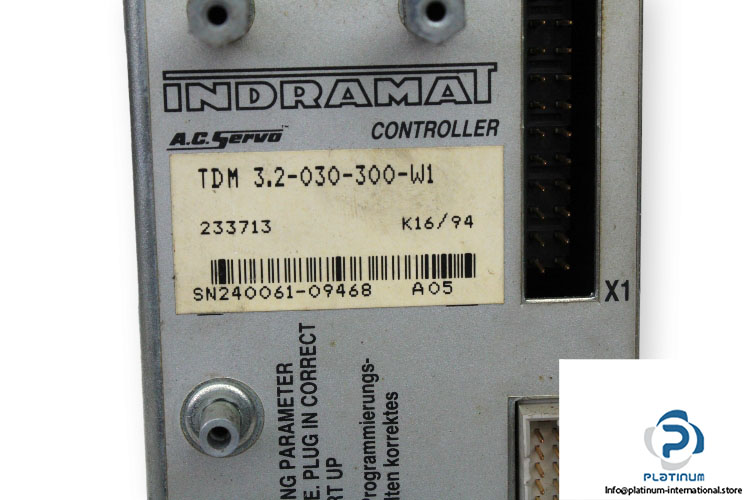 INDRAMAT
A.C. Servo™
CONTROLLER
TDM 3.2-030-300-W1
233713 K16/94
SN240061-09468 A05
X1
NG PARAMETER
E. PLUG IN CORRECT
RT UP
Programmierungs-
lten korrektes
PLATINUM
Info@platinum-international.store